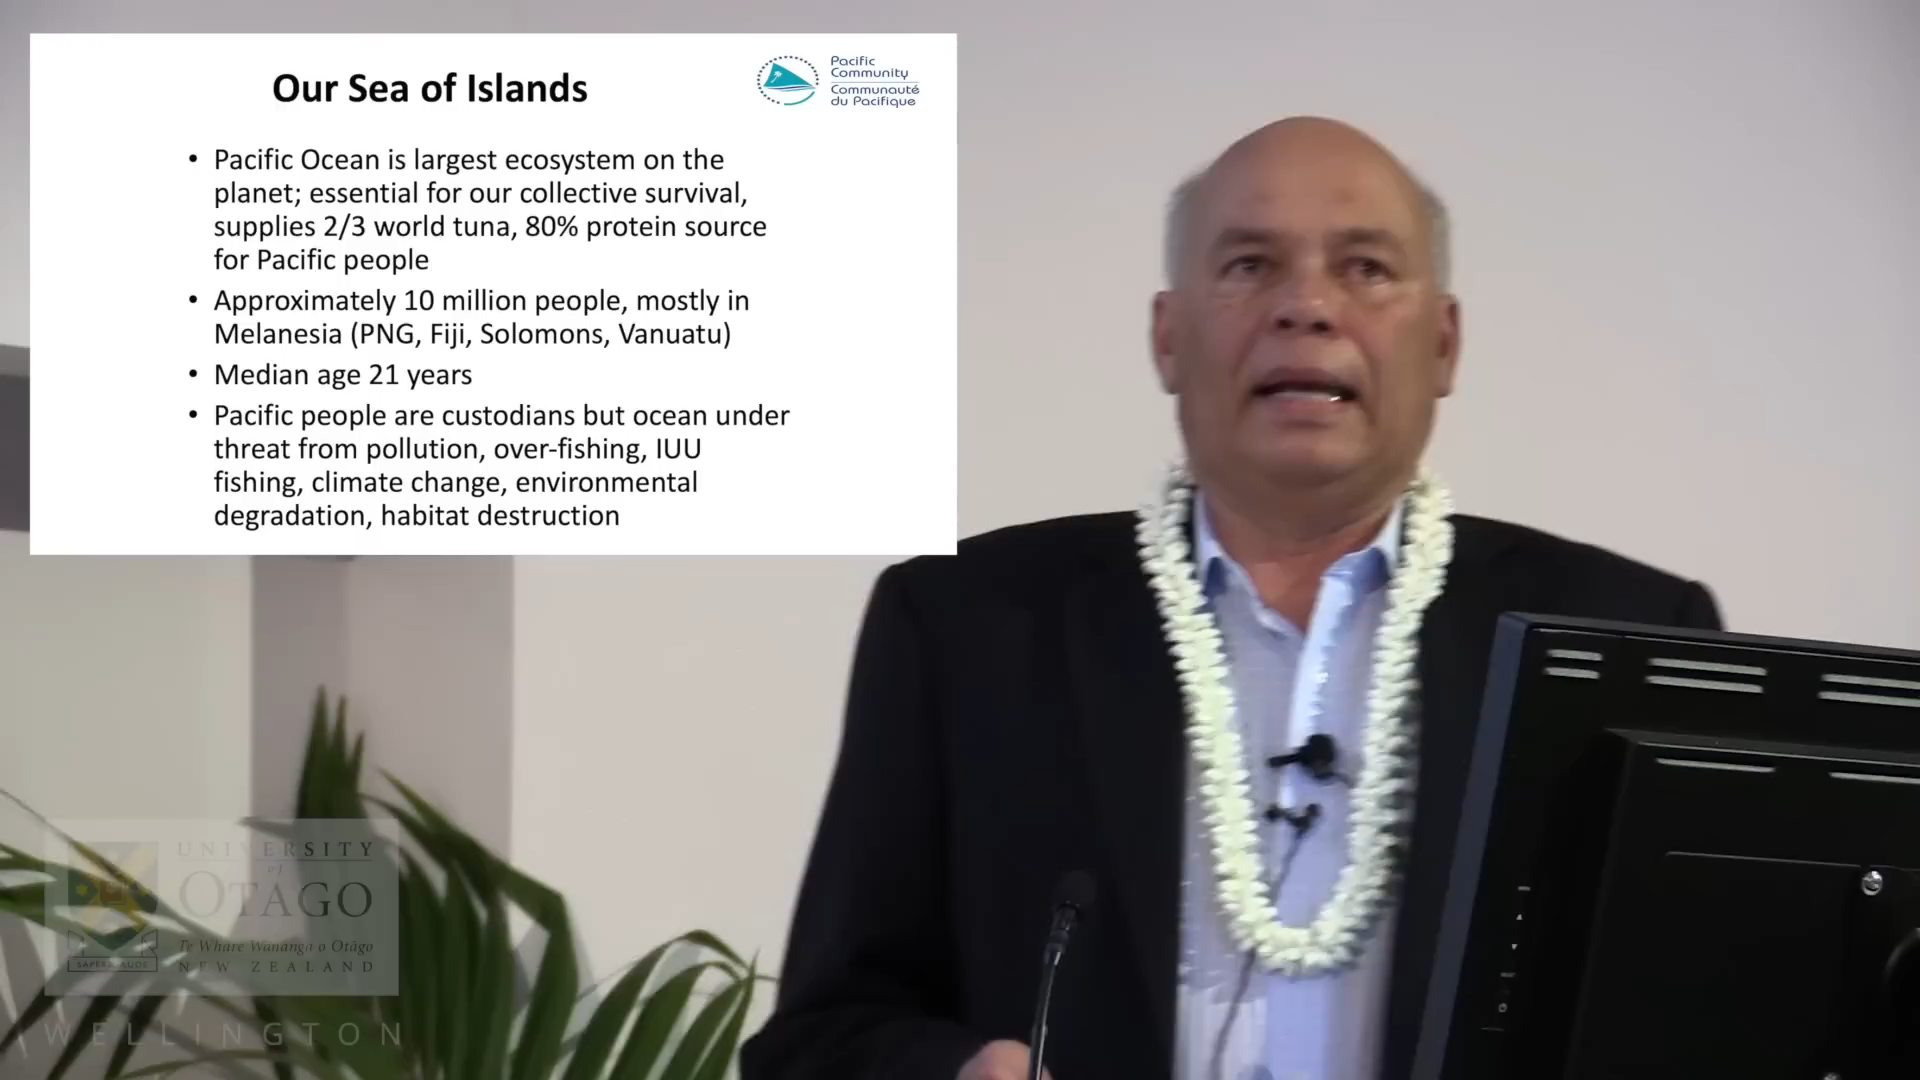 Our Sea of Islands
Pacific
Community
Communauté
du Pacifique
• Pacific Ocean is largest ecosystem on the
planet; essential for our collective survival,
supplies 2/3 world tuna, 80% protein source
for Pacific people
• Approximately 10 million people, mostly in
Melanesia (PNG, Fiji, Solomons, Vanuatu)
• Median age 21 years
• Pacific people are custodians but ocean under
threat from pollution, over-fishing, IUU
fishing, climate change, environmental
degradation, habitat destruction
UNIVERSITY
of
OTAGO
Te Whare Wānanga o Otāgo
NEW ZEALAND
SAPERE AUDE
WELLINGTON